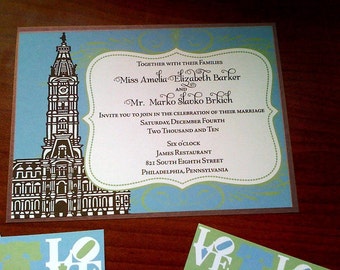 Together with their Families
Miss Amelia Elizabeth Barker
and
Mr. Marko Slavko Brkich
Invite you to join in the celebration of their marriage
Saturday, December Fourth
Two Thousand and Ten
Six o'clock
James Restaurant
821 South Eighth Street
Philadelphia, Pennsylvania
LO
VE
LO
VE